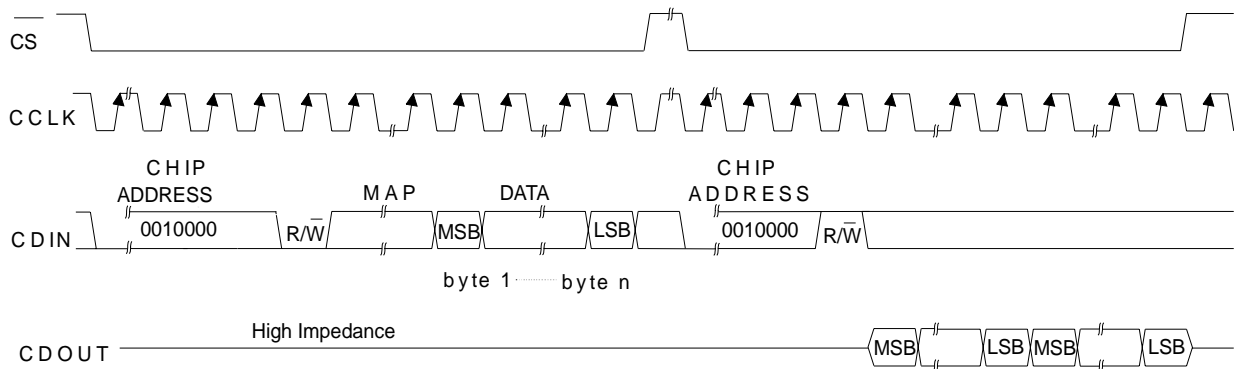 CS
CCLK
CHIP ADDRESS
MAP
DATA
CHIP ADDRESS
CDIN
0010000
R/W
MSB
LSB
0010000
R/W
byte 1
byte n
High Impedance
CDOUT
MSB
LSB
MSB
LSB